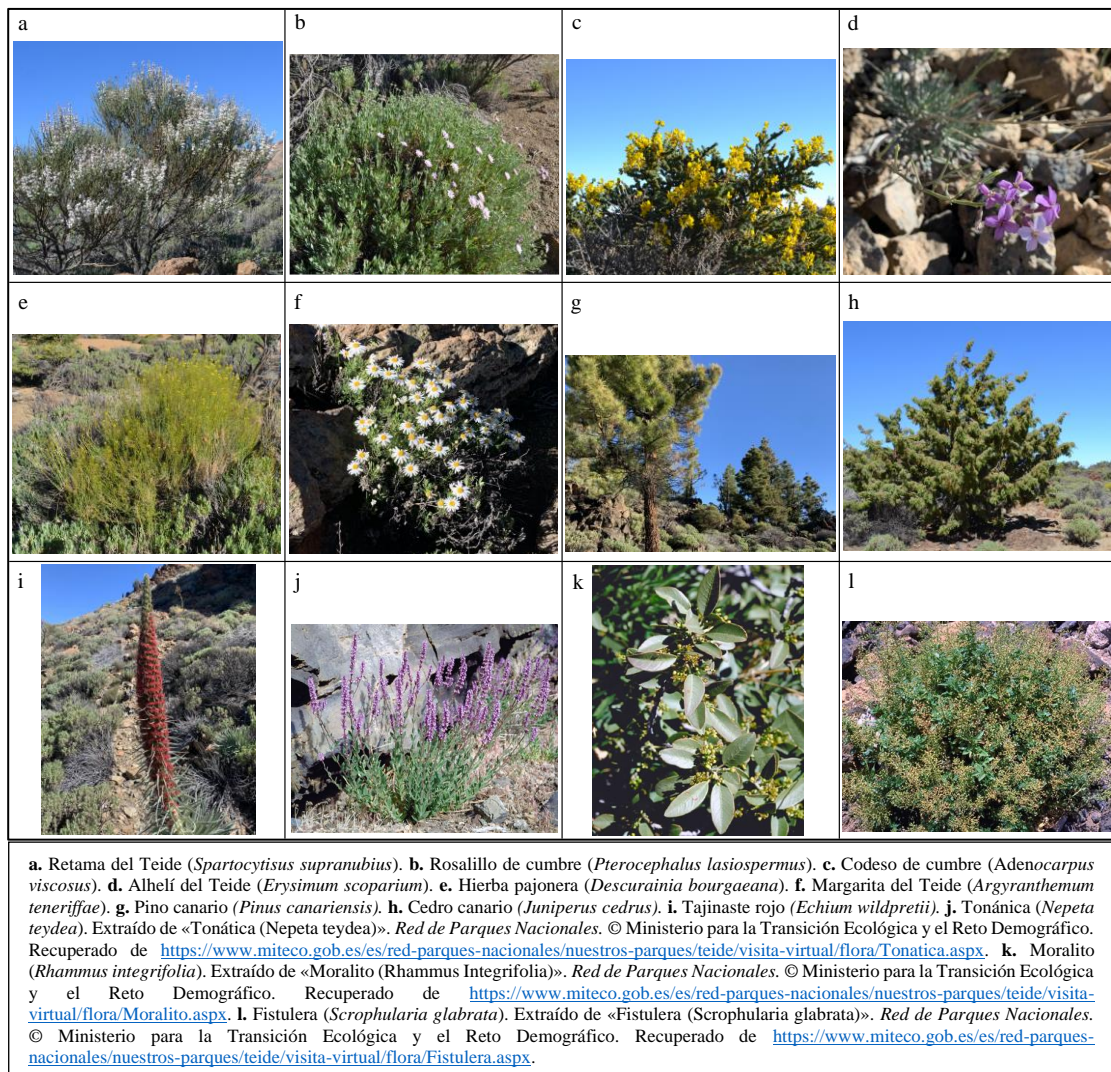 a
b
c
d
e
f
g
h
i
j
k
l
a. Retama del Teide (Spartocytisus supranubius). b. Rosalillo de cumbre (Pterocephalus lasiospermus). c. Codeso de cumbre (Adenocarpus
viscosus). d. Alhelí del Teide (Erysimum scoparium). e. Hierba pajonera (Descurainia bourgaeana). f. Margarita del Teide (Argyranthemum
teneriffae). g. Pino canario (Pinus canariensis). h. Cedro canario (Juniperus cedrus). i. Tajinaste rojo (Echium wildpretii). j. Tonánica (Nepeta
teydea). Extraído de «Tonática (Nepeta teydea)». Red de Parques Nacionales. © Ministerio para la Transición Ecológica y el Reto Demográfico.
Recuperado de https://www.miteco.gob.es/es/red-parques-nacionales/nuestros-parques/teide/visita-virtual/flora/Tonatica.aspx. k. Moralito
(Rhammus integrifolia). Extraído de «Moralito (Rhammus Integrifolia)». Red de Parques Nacionales. © Ministerio para la Transición Ecológica
y el Reto Demográfico. Recuperado de https://www.miteco.gob.es/es/red-parques-nacionales/nuestros-parques/teide/visita-
virtual/flora/Moralito.aspx. l. Fistulera (Scrophularia glabrata). Extraído de «Fistulera (Scrophularia glabrata)». Red de Parques Nacionales.
© Ministerio para la Transición Ecológica y el Reto Demográfico. Recuperado de https://www.miteco.gob.es/es/red-parques-
nacionales/nuestros-parques/teide/visita-virtual/flora/Fistulera.aspx.